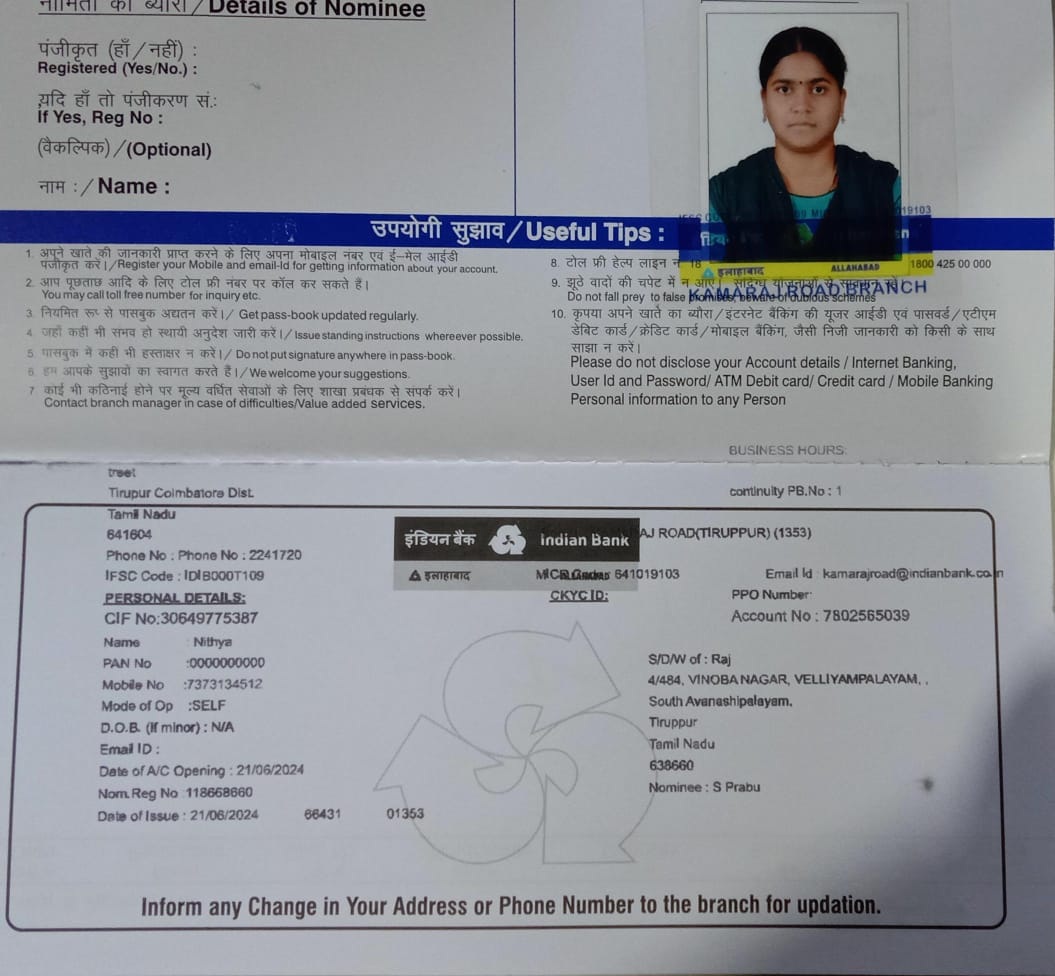 नामिती का ब्यौरा/Details of Nominee
पंजीकृत (हाँ/नहीं) :
Registered (Yes/No.) :
यदि हाँ तो पंजीकरण सं.:
If Yes, Reg No :
(वैकल्पिक)/(Optional)
नाम :/ Name :
19103
उपयोगी सुझाव/Useful Tips :
इलाहाबाद ALLAHABAD
KAMARAJ ROAD BRANCH
1. अपने खाते की जानकारी प्राप्त करने के लिए अपना मोबाइल नंबर एवं ई-मेल आईडी
पंजीकृत करें।/Register your Mobile and email-Id for getting information about your account.
2. आप पूछताछ आदि के लिए टोल फ्री नंबर पर कॉल कर सकते हैं।
You may call toll free number for inquiry etc.
3. नियमित रूप से पासबुक अद्यतन करें।/ Get pass-book updated regularly.
4. जहाँ कहीं भी संभव हो स्थायी अनुदेश जारी करें।/Issue standing instructions whereever possible.
5. पासबुक में कहीं भी हस्ताक्षर न करें।/ Do not put signature anywhere in pass-book.
6. हम आपके सुझावों का स्वागत करते हैं।/ We welcome your suggestions.
7. कोई भी कठिनाई होने पर मूल्य वर्धित सेवाओं के लिए शाखा प्रबंधक से संपर्क करें।
Contact branch manager in case of difficulties/Value added services.
8. टोल फ्री हेल्प लाइन 18 1800 425 00 000
9. झूठे वादों की चपेट में न आएं।
Do not fall prey to false promises, beware of dubious schemes
10. कृपया अपने खाते का ब्यौरा/इंटरनेट बैंकिंग की यूजर आईडी एवं पासवर्ड/एटीएम
डेबिट कार्ड/क्रेडिट कार्ड/मोबाइल बैंकिंग, जैसी निजी जानकारी को किसी के साथ
साझा न करें।
Please do not disclose your Account details / Internet Banking,
User Id and Password/ ATM Debit card/ Credit card / Mobile Banking
Personal information to any Person
BUSINESS HOURS:
treet
Tirupur Coimbatore Dist.
continuity PB.No : 1
Tamil Nadu
641604
इंडियन बैंक Indian Bank
AJ ROAD(TIRUPPUR) (1353)
Phone No : Phone No : 2241720
IFSC Code : IDIB000T109
इलाहाबाद
MICR Code: 641019103
Email Id : kamarajroad@indianbank.co.in
PERSONAL DETAILS:
CKYC ID:
PPO Number:
CIF No:30649775387
Account No : 7802565039
Name : Nithya
PAN No :0000000000
Mobile No :7373134512
Mode of Op :SELF
D.O.B. (if minor) : N/A
Email ID :
Date of A/C Opening : 21/06/2024
Nom.Reg No 118668660
Date of Issue : 21/06/2024 66431 01353
S/D/W of : Raj
4/484, VINOBA NAGAR, VELLIYAMPALAYAM, ,
South Avanashipalayam,
Tiruppur
Tamil Nadu
638660
Nominee : S Prabu
Inform any Change in Your Address or Phone Number to the branch for updation.